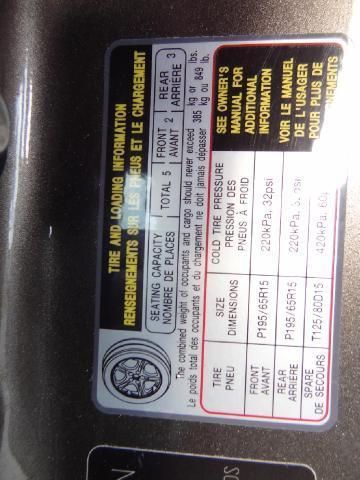 TIRE AND LOADING INFORMATION
RENSEIGNEMENTS SUR LES PNEUS ET LE CHARGEMENT
SEATING CAPACITY TOTAL 5 FRONT 2 REAR 3
NOMBRE DE PLACES AVANT ARRIÈRE
The combined weight of occupants and cargo should never exceed 385 kg or 849 lbs.
Le poids total des occupants et du chargement ne doit jamais dépasser kg ou lb.
TIRE SIZE COLD TIRE PRESSURE
PNEU DIMENSIONS PRESSION DES PNEUS À FROID
FRONT AVANT P195/65R15 220kPa, 32psi
REAR ARRIÈRE P195/65R15 220kPa,
SPARE DE SECOURS T125/80D15 420kPa,
SEE OWNER'S
MANUAL FOR
ADDITIONAL
INFORMATION
VOIR LE MANUEL
DE L'USAGER
POUR PLUS DE